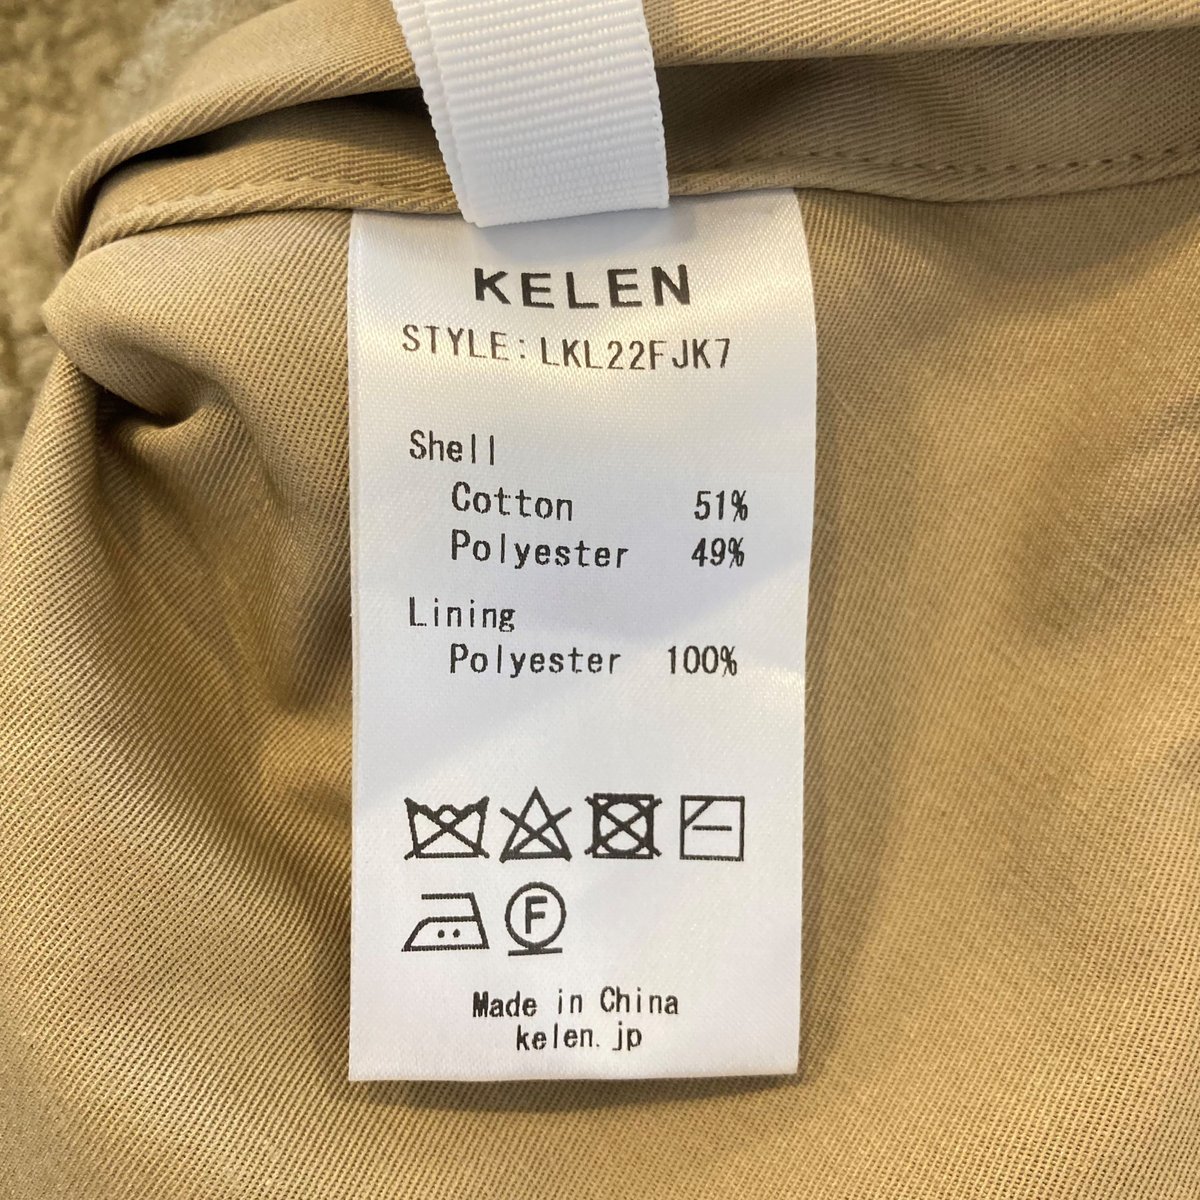 KELEN
STYLE:LKL22FJK7
Shell
Cotton 51%
Polyester 49%
Lining
Polyester 100%
F
Made in China
kelen.jp